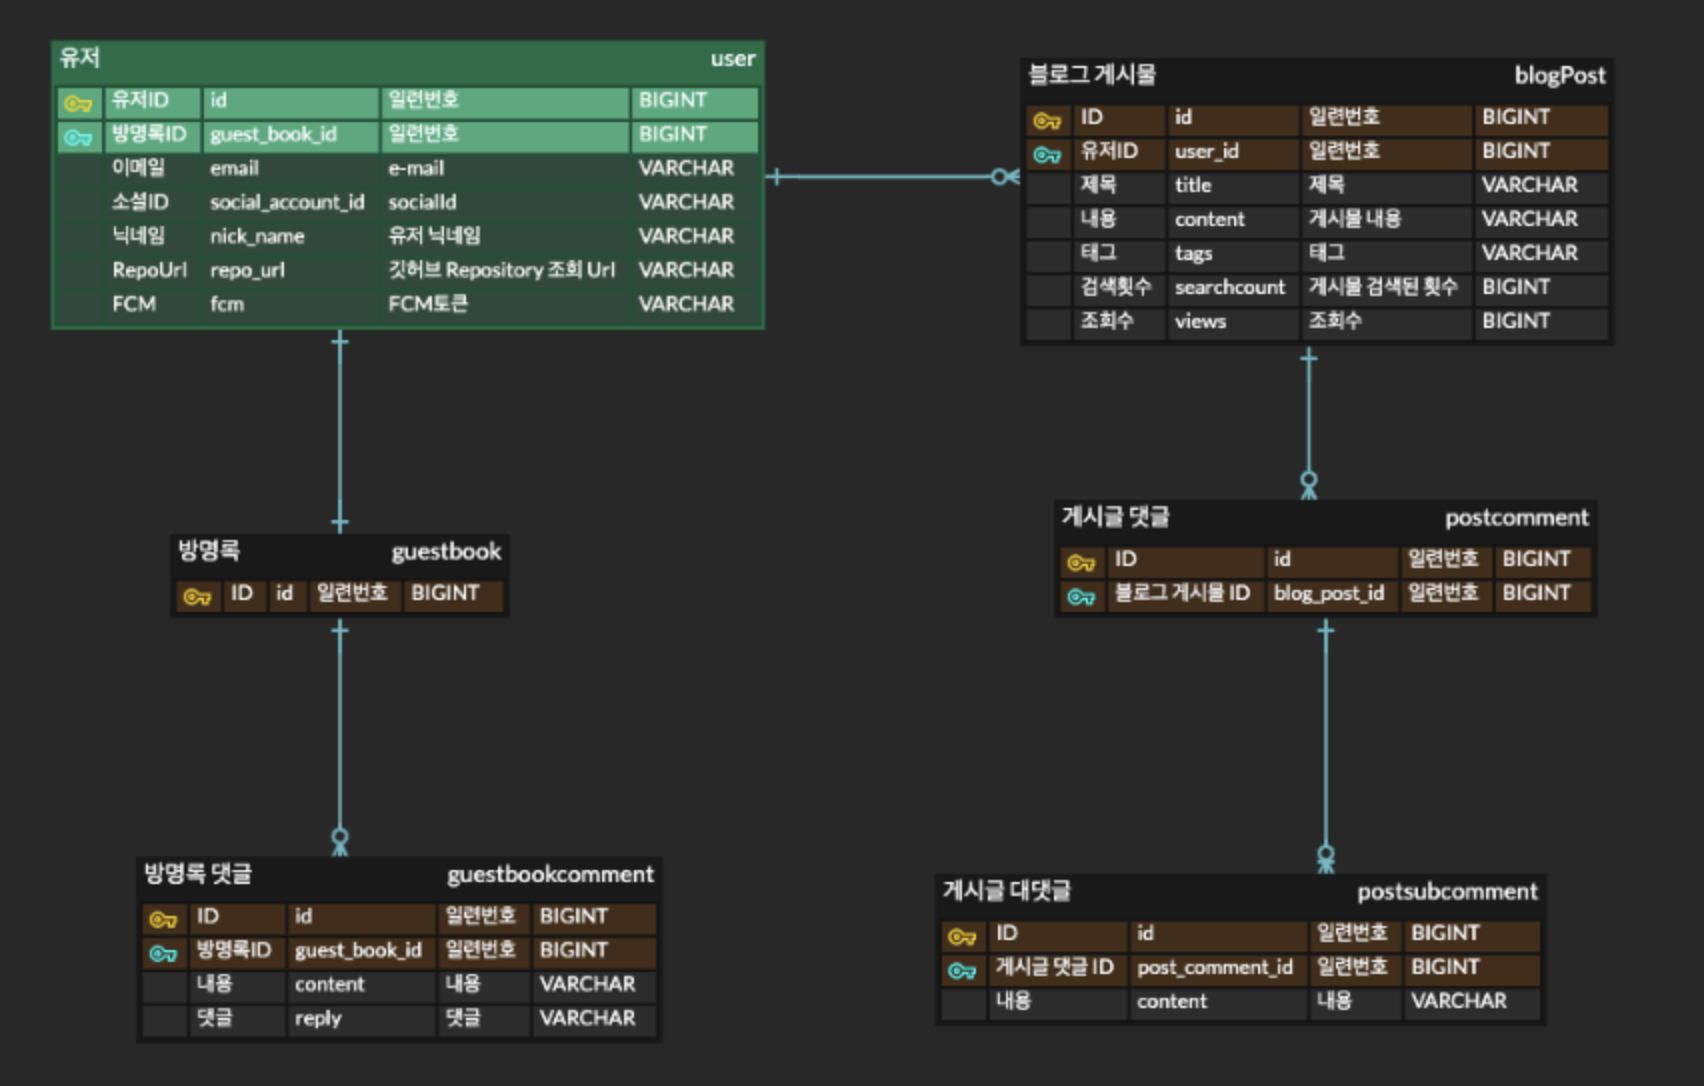 유저 user
유저ID id 일련번호 BIGINT
방명록ID guest_book_id 일련번호 BIGINT
이메일 email e-mail VARCHAR
소셜ID social_account_id socialId VARCHAR
닉네임 nick_name 유저 닉네임 VARCHAR
RepoUrl repo_url 깃허브 Repository 조회 Url VARCHAR
FCM fcm FCM토큰 VARCHAR
블로그 게시물 blogPost
ID id 일련번호 BIGINT
유저ID user_id 일련번호 BIGINT
제목 title 제목 VARCHAR
내용 content 게시물 내용 VARCHAR
태그 tags 태그 VARCHAR
검색횟수 searchcount 게시물 검색된 횟수 BIGINT
조회수 views 조회수 BIGINT
방명록 guestbook
ID id 일련번호 BIGINT
게시글 댓글 postcomment
ID id 일련번호 BIGINT
블로그 게시물 ID blog_post_id 일련번호 BIGINT
방명록 댓글 guestbookcomment
ID id 일련번호 BIGINT
방명록ID guest_book_id 일련번호 BIGINT
내용 content 내용 VARCHAR
댓글 reply 댓글 VARCHAR
게시글 대댓글 postsubcomment
ID id 일련번호 BIGINT
게시글 댓글 ID post_comment_id 일련번호 BIGINT
내용 content 내용 VARCHAR